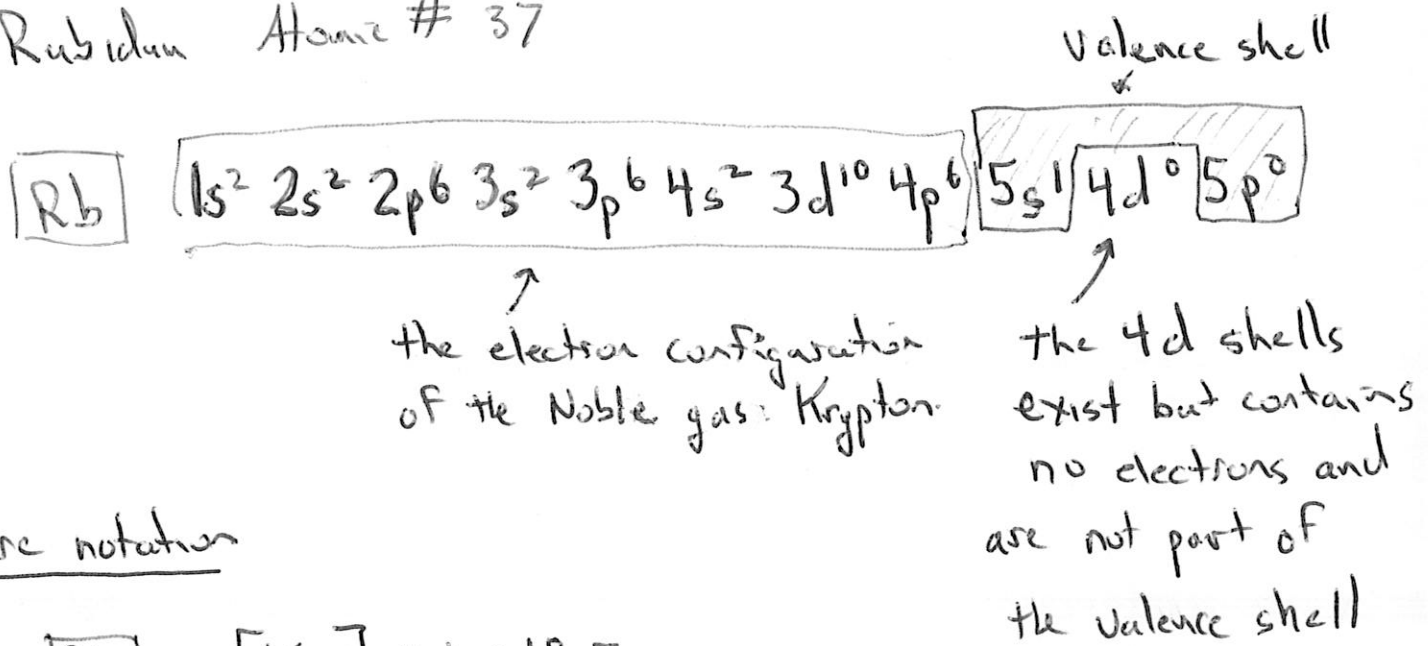 Rubidum Atomic # 37
Valence shell
Rb 1s² 2s² 2p⁶ 3s² 3p⁶ 4s² 3d¹⁰ 4p⁶ 5s¹ 4d⁰ 5p⁰
the electron configuration
of the Noble gas: Krypton.
the 4d shells
exist but contains
no electrons and
are not part of
the valence shell
re notation